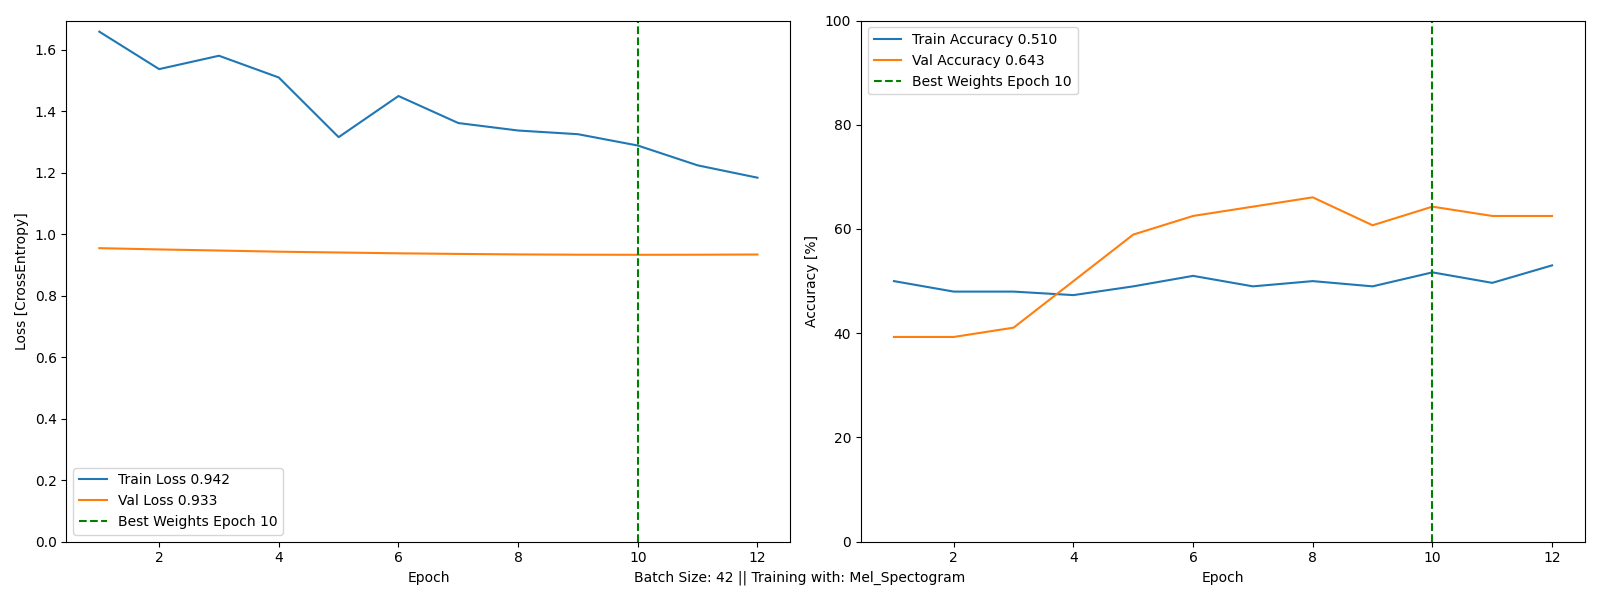 1.6
1.4
1.2
1.0
0.8
0.6
0.4
0.2
0.0
Loss [CrossEntropy]
Train Loss 0.942
Val Loss 0.933
Best Weights Epoch 10
2 4 6 8 10 12
Epoch
100
80
60
40
20
0
Accuracy [%]
Train Accuracy 0.510
Val Accuracy 0.643
Best Weights Epoch 10
2 4 6 8 10 12
Epoch
Batch Size: 42 || Training with: Mel_Spectogram